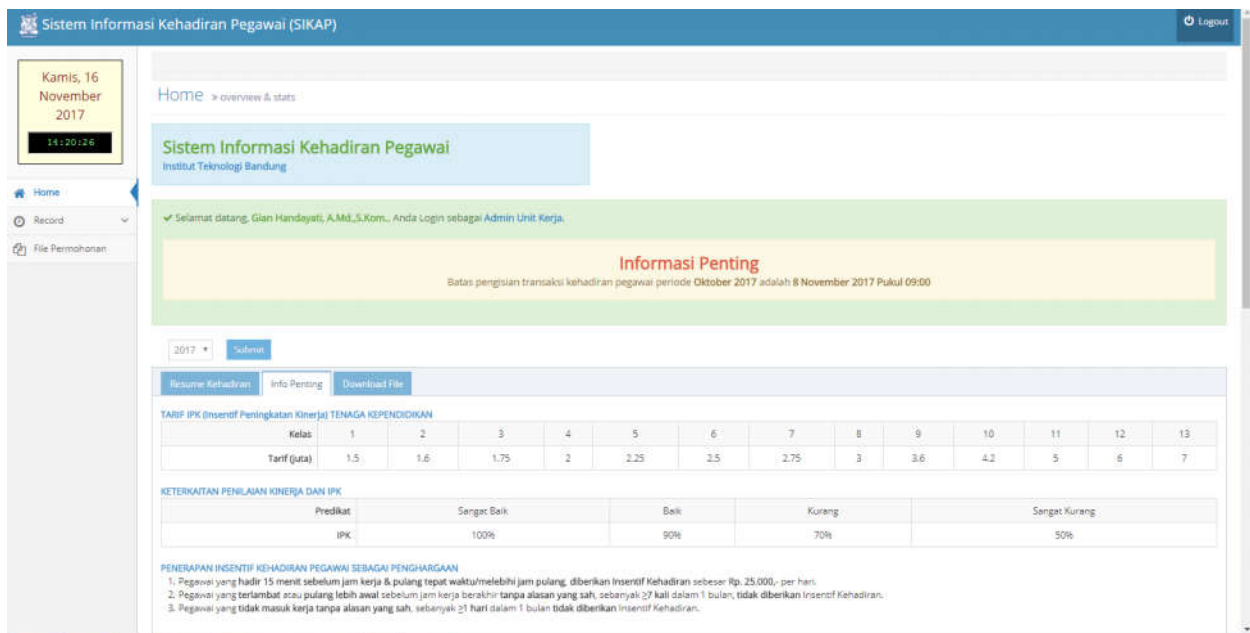 Sistem Informasi Kehadiran Pegawai (SIKAP)
Logout
Kamis, 16
November
2017
14:20:26
Home
Record
File Permohonan
Home » overview & stats
Sistem Informasi Kehadiran Pegawai
Institut Teknologi Bandung
Selamat datang, Gian Handayati, A.Md.,S.Kom., Anda Login sebagai Admin Unit Kerja.
Informasi Penting
Batas pengisian transaksi kehadiran pegawai periode Oktober 2017 adalah 8 November 2017 Pukul 09:00
2017 Submit
Resume Kehadiran Info Penting Download File
TARIF IPK (Insentif Peningkatan Kinerja) TENAGA KEPENDIDIKAN
Kelas 1 2 3 4 5 6 7 8 9 10 11 12 13
Tarif (juta) 1.5 1.6 1.75 2 2.25 2.5 2.75 3 3.6 4.2 5 6 7
KETERKAITAN PENILAIAN KINERJA DAN IPK
Predikat Sangat Baik Baik Kurang Sangat Kurang
IPK 100% 90% 70% 50%
PENERAPAN INSENTIF KEHADIRAN PEGAWAI SEBAGAI PENGHARGAAN
1. Pegawai yang hadir 15 menit sebelum jam kerja & pulang tepat waktu/melebihi jam pulang, diberikan Insentif Kehadiran sebesar Rp. 25.000,- per hari.
2. Pegawai yang terlambat atau pulang lebih awal sebelum jam kerja berakhir tanpa alasan yang sah, sebanyak ≥7 kali dalam 1 bulan, tidak diberikan Insentif Kehadiran.
3. Pegawai yang tidak masuk kerja tanpa alasan yang sah, sebanyak ≥1 hari dalam 1 bulan tidak diberikan Insentif Kehadiran.